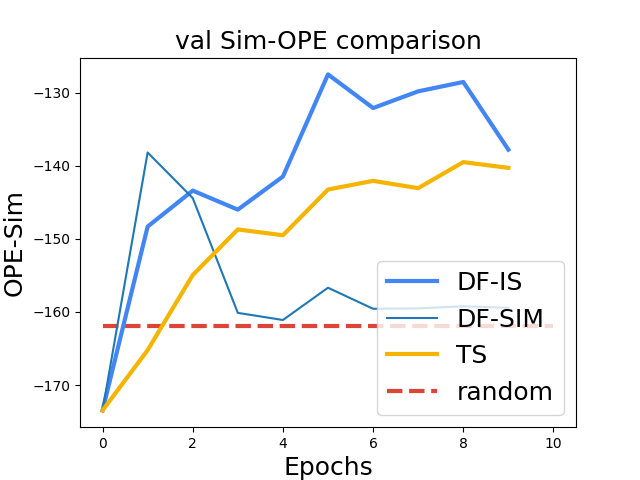 val Sim-OPE comparison
OPE-Sim
−130
−140
−150
−160
−170
0 2 4 6 8 10
Epochs
DF-IS
DF-SIM
TS
random